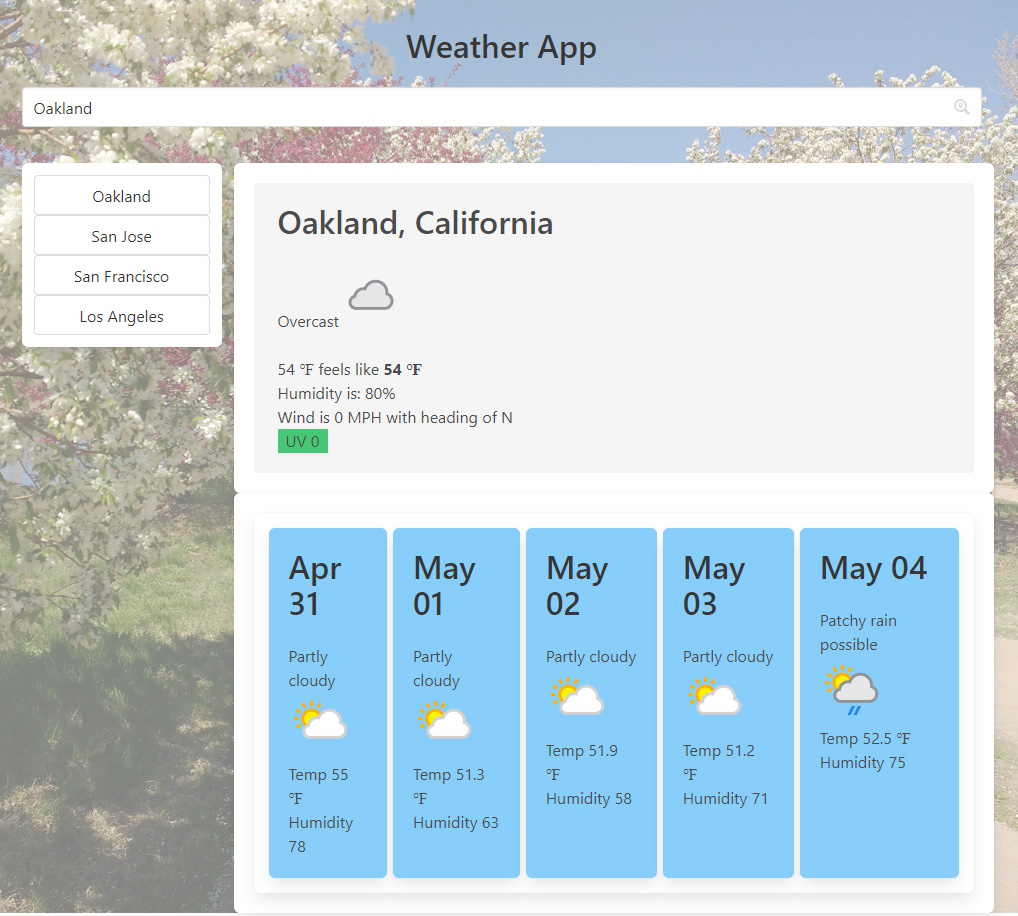 Weather App
Oakland
Oakland
San Jose
San Francisco
Los Angeles
Oakland, California
Overcast
54 °F feels like 54 °F
Humidity is: 80%
Wind is 0 MPH with heading of N
UV 0
Apr
31
Partly
cloudy
Temp 55
°F
Humidity
78
May
01
Partly
cloudy
Temp 51.3
°F
Humidity 63
May
02
Partly cloudy
Temp 51.9
°F
Humidity 58
May
03
Partly cloudy
Temp 51.2
°F
Humidity 71
May 04
Patchy rain
possible
Temp 52.5 °F
Humidity 75